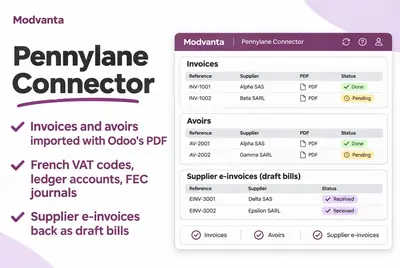 Modvanta
Pennylane
Connector
Invoices and avoirs
imported with Odoo's PDF
French VAT codes,
ledger accounts, FEC
journals
Supplier e-invoices
back as draft bills
Modvanta
Pennylane Connector
Invoices
Reference Supplier PDF Status
INV-1001 Alpha SAS PDF Done
INV-1002 Beta SARL PDF Pending
Avoirs
Reference Supplier PDF Status
AV-2001 Alpha SAS PDF Done
AV-2002 Gamma SARL PDF Pending
Supplier e-invoices (draft bills)
Reference Supplier Status
EINV-3001 Delta SAS Received
EINV-3002 Epsilon SARL Received
Invoices Avoirs Supplier e-invoices